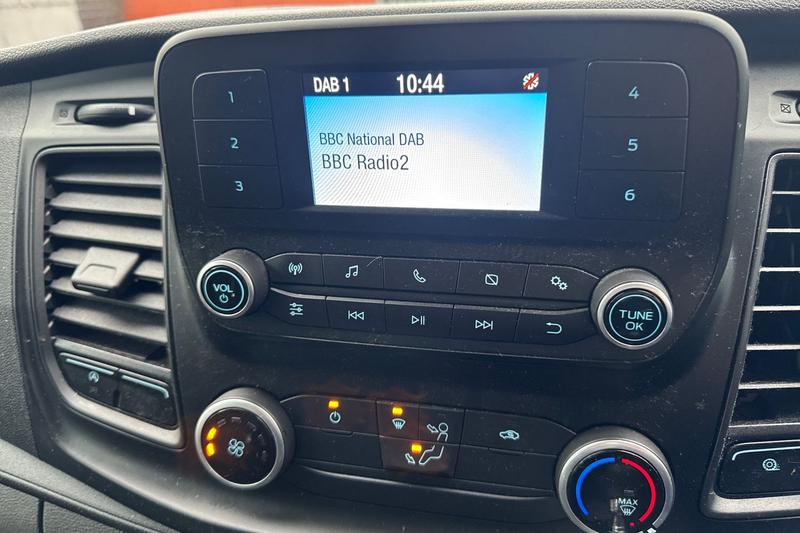 DAB 1 10:44
BBC National DAB
BBC Radio2
1
2
3
4
5
6
VOL
TUNE
OK
MAX